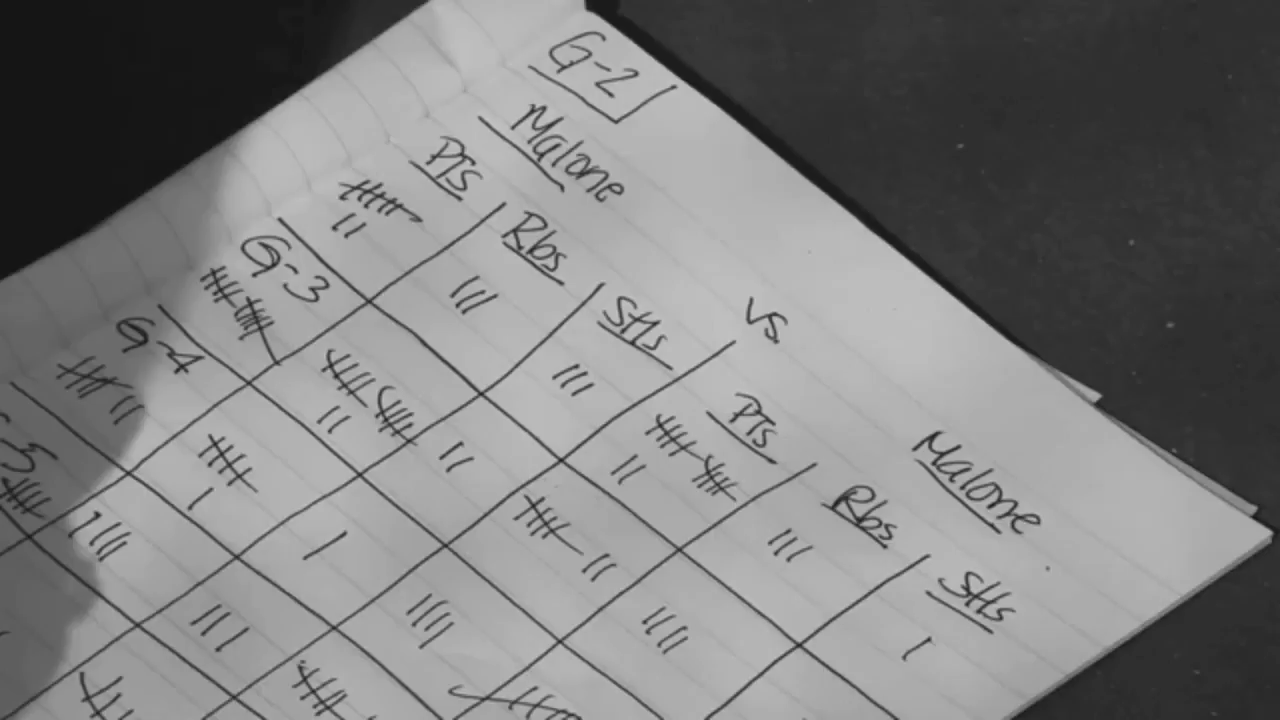 G-2
Malone vs. Malone
PTS Rbs Stls PTs Rbs Stls
G-3
G-4